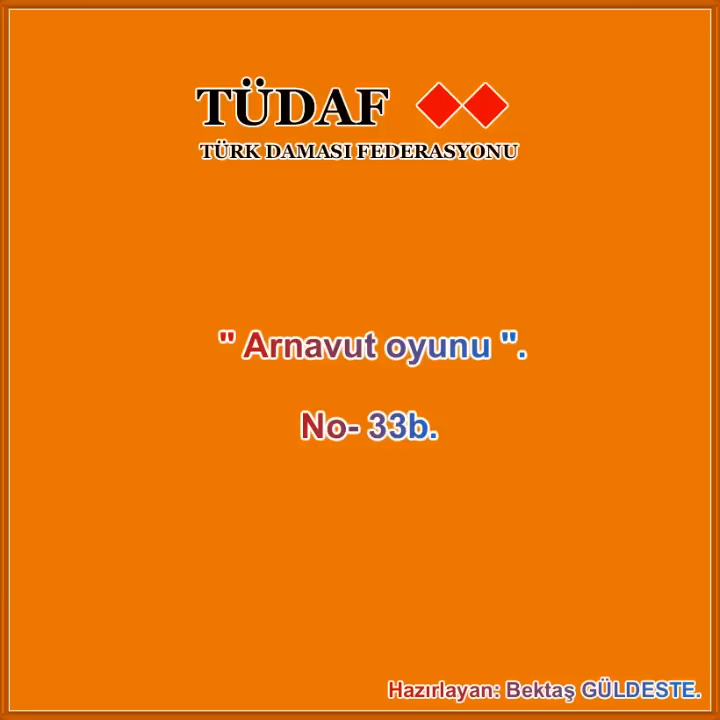 TÜDAF
TÜRK DAMASI FEDERASYONU
" Arnavut oyunu ".
No- 33b.
Hazırlayan: Bektaş GÜLDESTE.